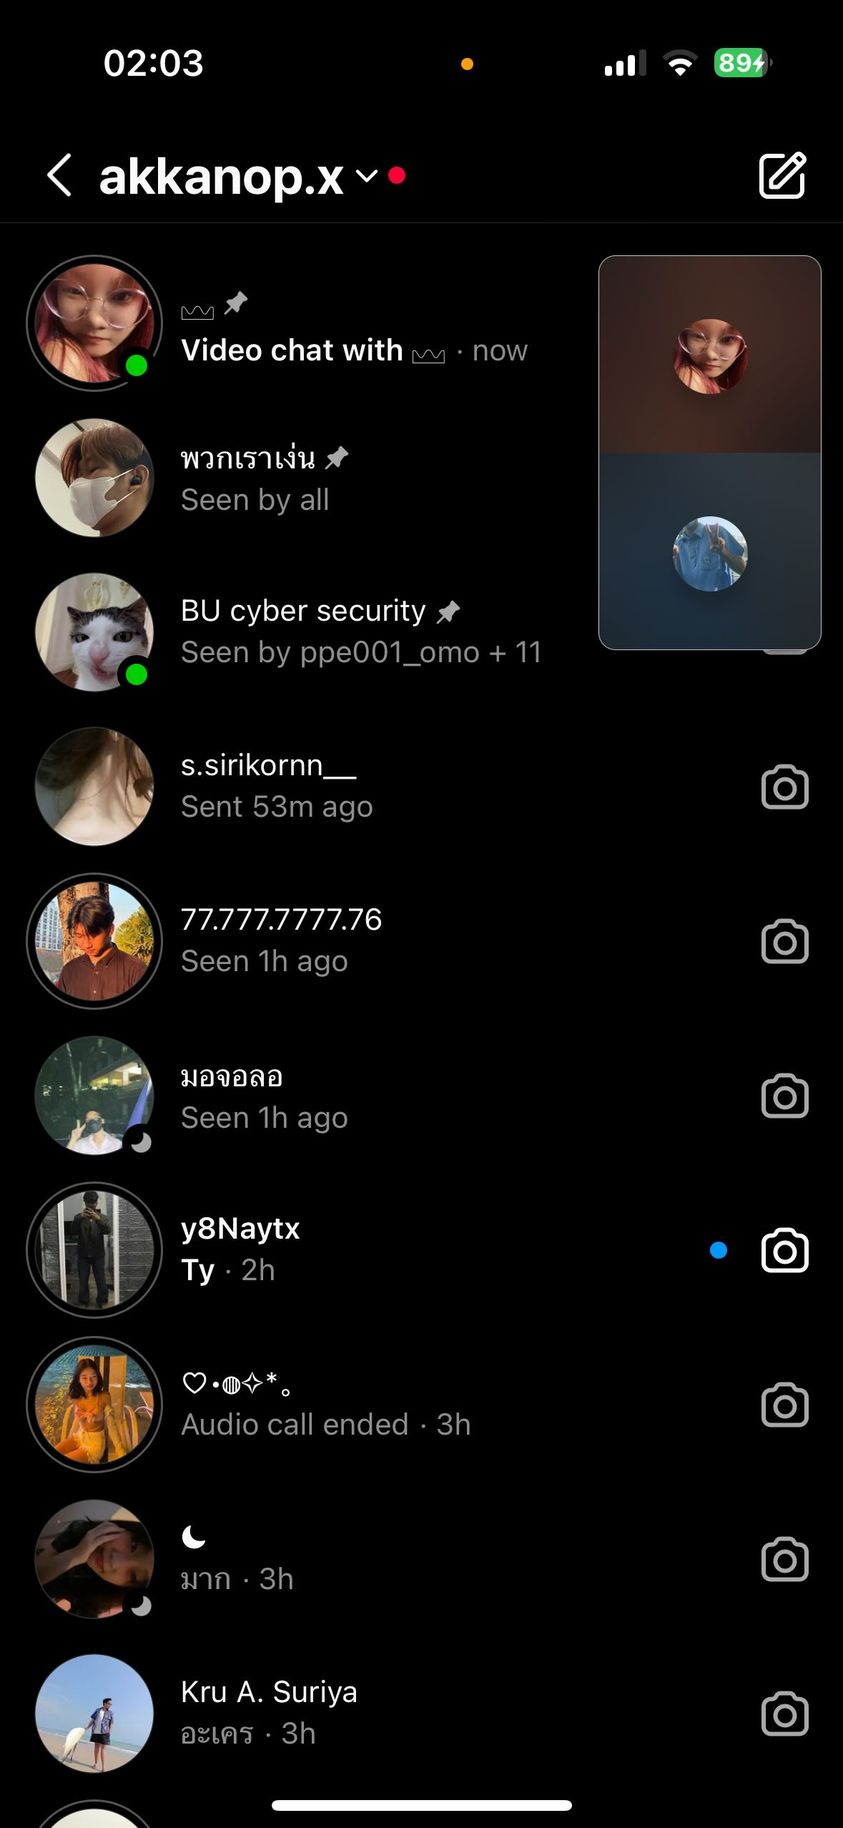 02:03
89
akkanop.x
Video chat with · now
พวกเราเง่น
Seen by all
BU cyber security
Seen by ppe001_omo + 11
s.sirikornn__
Sent 53m ago
77.777.7777.76
Seen 1h ago
มอจอลอ
Seen 1h ago
y8Naytx
Ty · 2h
♡•◍✧*。
Audio call ended · 3h
มาก · 3h
Kru A. Suriya
อะเคร · 3h